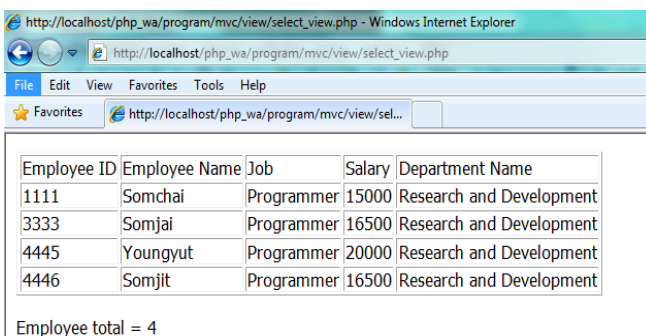 http://localhost/php_wa/program/mvc/view/select_view.php - Windows Internet Explorer
http://localhost/php_wa/program/mvc/view/select_view.php
File Edit View Favorites Tools Help
Favorites http://localhost/php_wa/program/mvc/view/sel...
Employee ID Employee Name Job Salary Department Name
1111 Somchai Programmer 15000 Research and Development
3333 Somjai Programmer 16500 Research and Development
4445 Youngyut Programmer 20000 Research and Development
4446 Somjit Programmer 16500 Research and Development
Employee total = 4